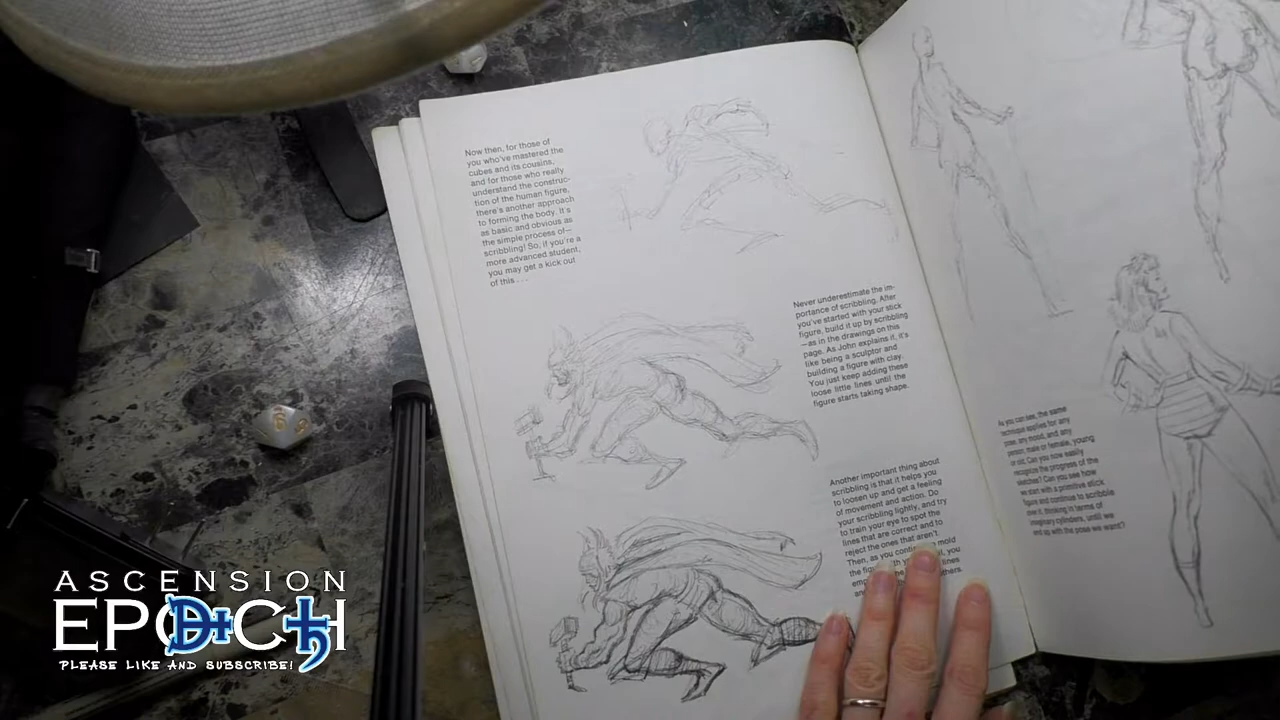 Now then, for those of
you who've mastered the
cubes and its cousins,
and for those who really
understand the construc-
tion of the human figure,
there's another approach
to forming the body. It's
as basic and obvious as
the simple process of—
scribbling! So, if you're a
more advanced student,
you may get a kick out
of this . . .
Never underestimate the im-
portance of scribbling. After
you've started with your stick
figure, build it up by scribbling
—as in the drawings on this
page. As John explains it, it's
like being a sculptor and
building a figure with clay.
You just keep adding these
loose little lines until the
figure starts taking shape.
Another important thing about
scribbling is that it helps you
to loosen up and get a feeling
of movement and action. Do
your scribbling lightly, and try
to train your eye to spot the
lines that are correct and to
reject the ones that aren't.
Then, as you mold
the you
lines
As you can see, the same
technique applies for any
pose, any mood, and any
person, male or female, young
or old. Can you now easily
recognize the progress of the
sketches? Can you see how
we start with a primitive stick
figure and continue to scribble
over it, thinking in terms of
imaginary cylinders, until we
end up with the pose we want?
ASCENSION
EPOCH
PLEASE LIKE AND SUBSCRIBE!